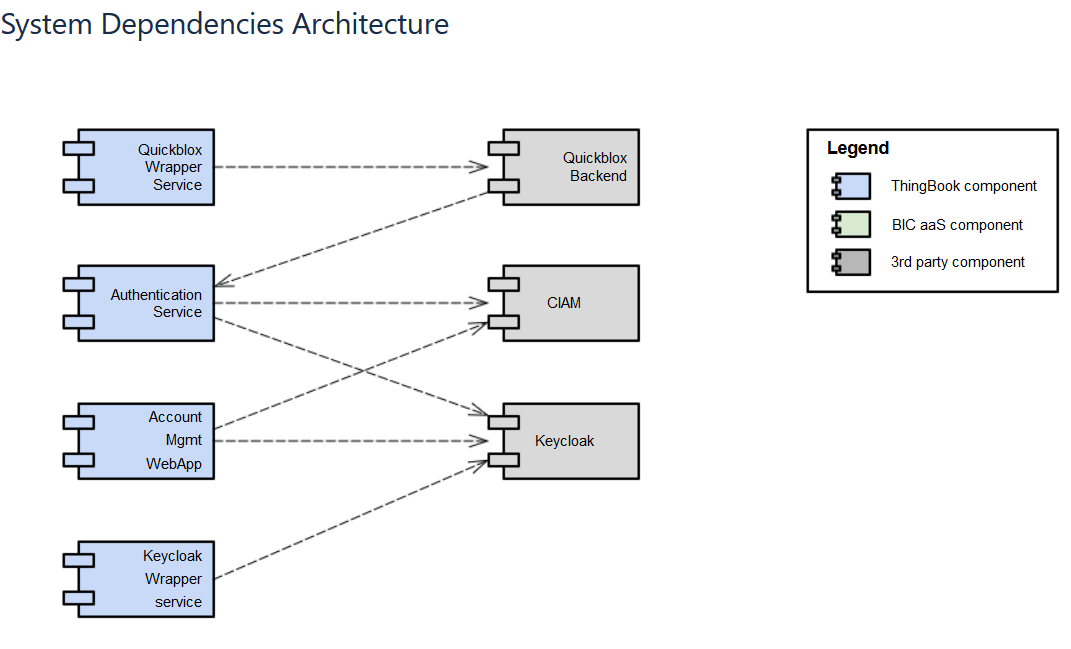 System Dependencies Architecture
Quickblox
Wrapper
Service
Quickblox
Backend
Legend
ThingBook component
BIC aaS component
3rd party component
Authentication
Service
CIAM
Account
Mgmt
WebApp
Keycloak
Keycloak
Wrapper
service